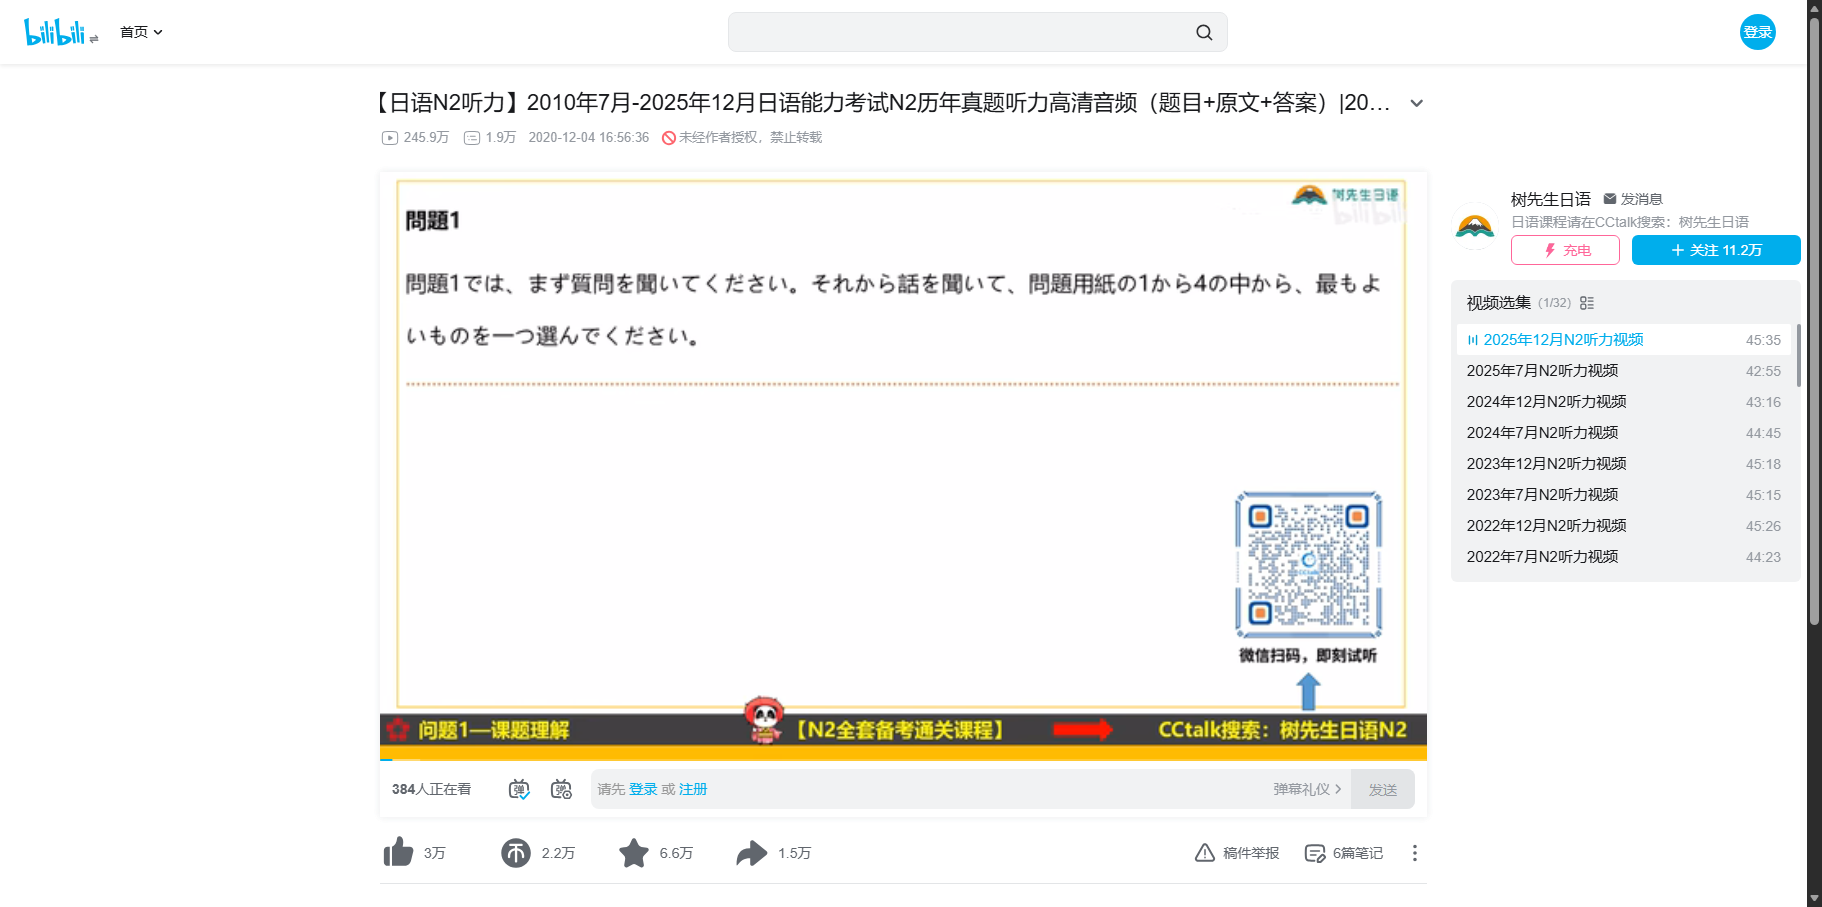 bilibili
首页
登录
【日语N2听力】2010年7月-2025年12月日语能力考试N2历年真题听力高清音频（题目+原文+答案）|20...
245.9万 1.9万 2020-12-04 16:56:36 未经作者授权，禁止转载
树先生日语
bilibili
問題1
問題1では、まず質問を聞いてください。それから話を聞いて、問題用紙の1から4の中から、最もよ
いものを一つ選んでください。
CCtalk
微信扫码，即刻试听
问题1—课题理解
【N2全套备考通关课程】
CCtalk搜索：树先生日语N2
384人正在看
弹
弹
请先 登录 或 注册
弹幕礼仪
发送
3万
2.2万
6.6万
1.5万
稿件举报
6篇笔记
树先生日语 发消息
日语课程请在CCtalk搜索：树先生日语
充电
+ 关注 11.2万
视频选集 (1/32)
2025年12月N2听力视频 45:35
2025年7月N2听力视频 42:55
2024年12月N2听力视频 43:16
2024年7月N2听力视频 44:45
2023年12月N2听力视频 45:18
2023年7月N2听力视频 45:15
2022年12月N2听力视频 45:26
2022年7月N2听力视频 44:23